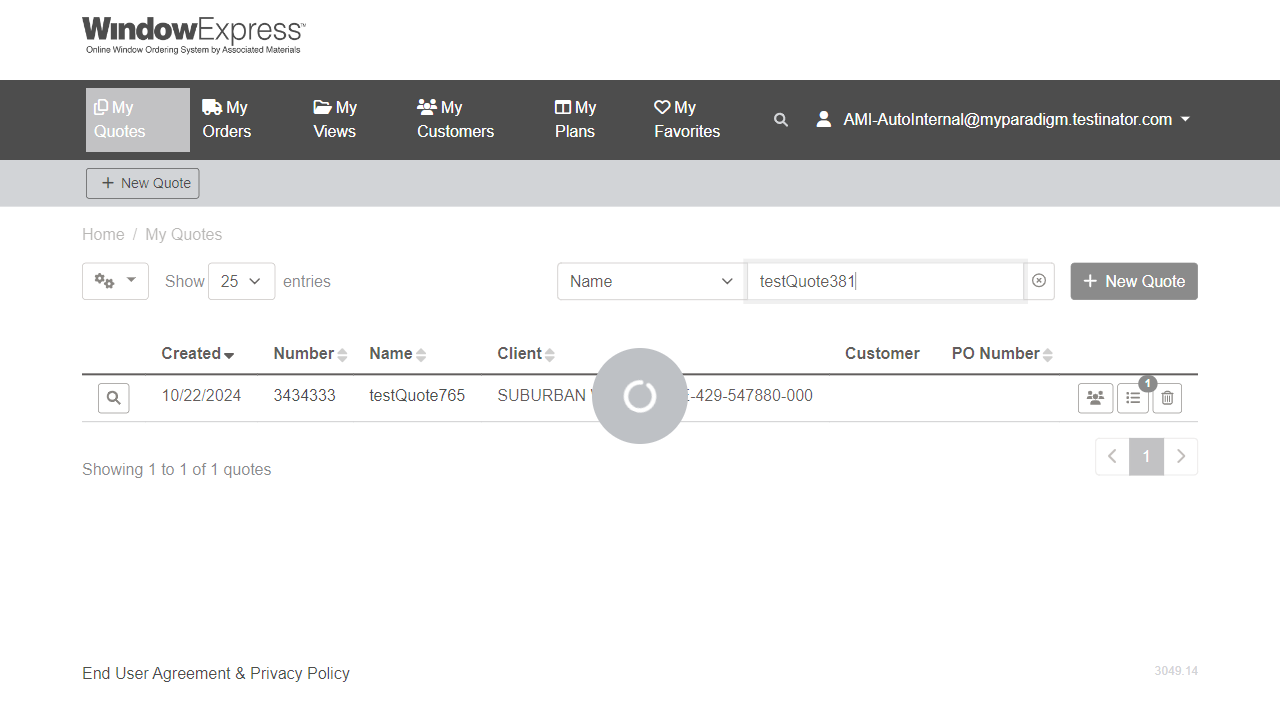 WindowExpress™
Online Window Ordering System by Associated Materials
My Quotes
My Orders
My Views
My Customers
My Plans
My Favorites
AMI-AutoInternal@myparadigm.testinator.com
New Quote
Home / My Quotes
Show 25 entries
Name
testQuote381
New Quote
Created Number Name Client Customer PO Number
10/22/2024 3434333 testQuote765 SUBURBAN -429-547880-000
1
1
Showing 1 to 1 of 1 quotes
End User Agreement & Privacy Policy
3049.14